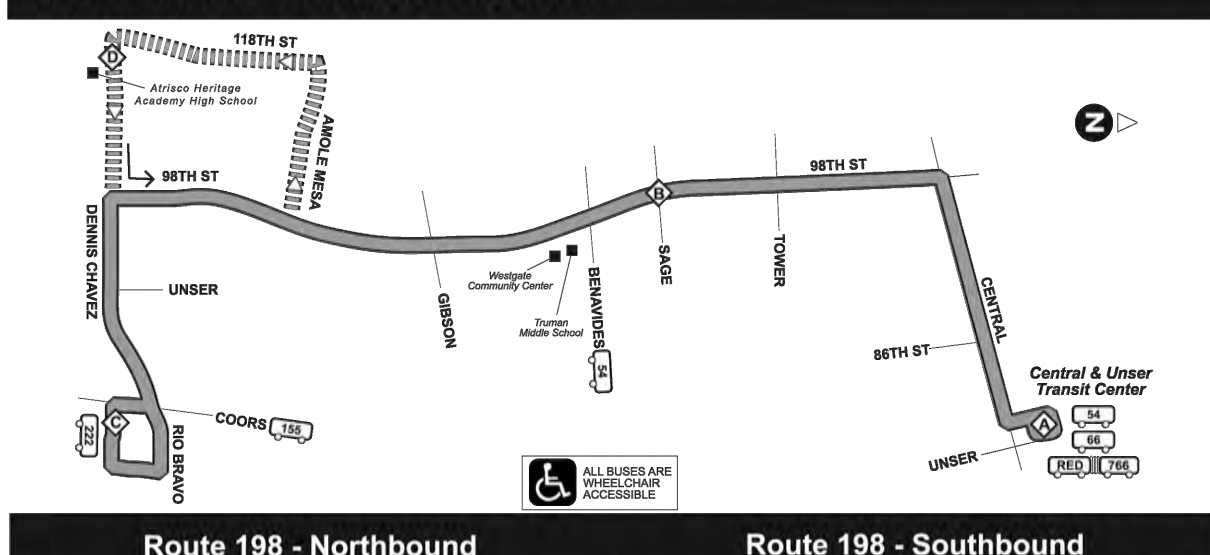 118TH ST
D
Atrisco Heritage
Academy High School
AMOLE MESA
N
98TH ST
98TH ST
B
DENNIS CHAVEZ
UNSER
GIBSON
Westgate
Community Center
Truman
Middle School
BENAVIDES
54
SAGE
TOWER
CENTRAL
86TH ST
Central & Unser
Transit Center
A
54
66
RED
766
UNSER
C
222
COORS
155
RIO BRAVO
ALL BUSES ARE
WHEELCHAIR
ACCESSIBLE
Route 198 - Northbound
Route 198 - Southbound